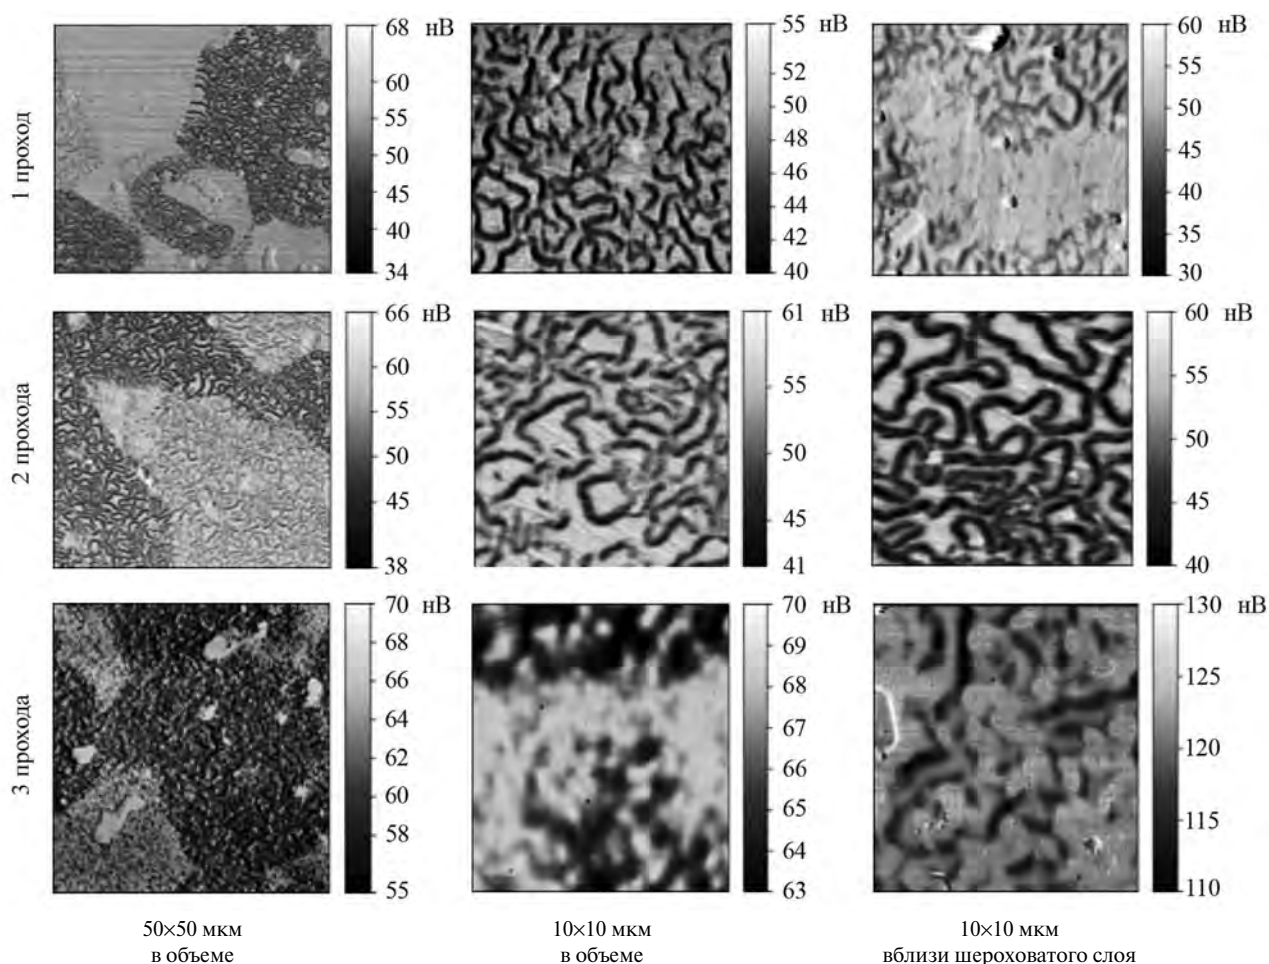 68 нВ
60
55
50
45
40
34
55 нВ
52
50
48
46
44
42
40
60 нВ
55
50
45
40
35
30
1 проход
66 нВ
60
55
50
45
38
61 нВ
55
50
45
41
60 нВ
55
50
45
40
2 прохода
70 нВ
68
66
64
62
60
58
55
70 нВ
69
68
67
66
65
64
63
130 нВ
125
120
115
110
3 прохода
50×50 мкм
в объеме
10×10 мкм
в объеме
10×10 мкм
вблизи шероховатого слоя